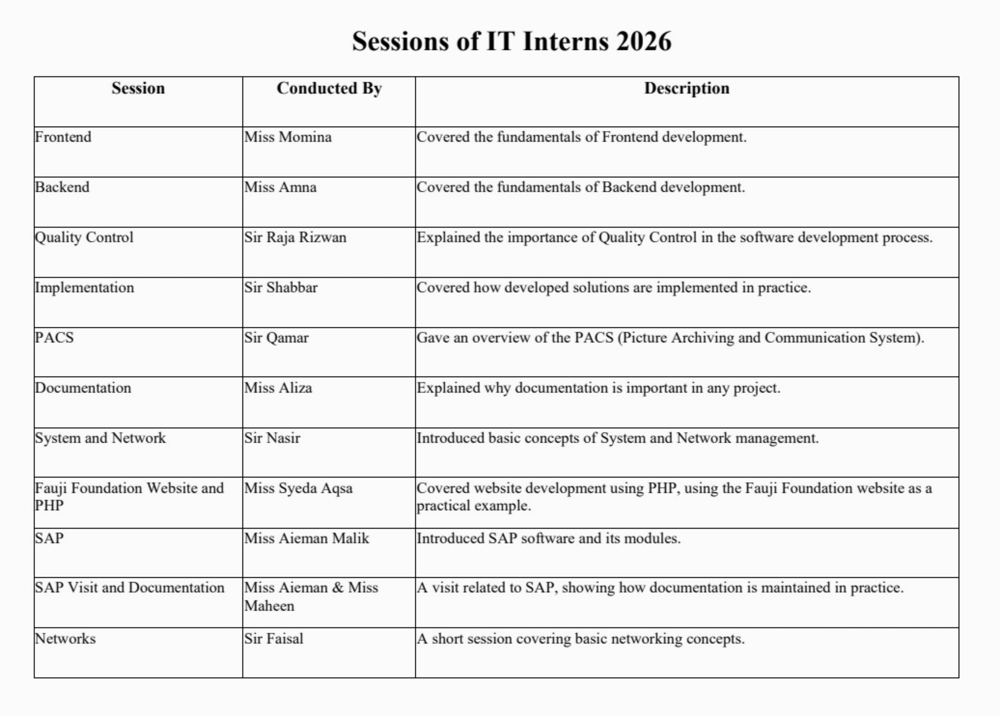 Sessions of IT Interns 2026
Session Conducted By Description
Frontend Miss Momina Covered the fundamentals of Frontend development.
Backend Miss Amna Covered the fundamentals of Backend development.
Quality Control Sir Raja Rizwan Explained the importance of Quality Control in the software development process.
Implementation Sir Shabbar Covered how developed solutions are implemented in practice.
PACS Sir Qamar Gave an overview of the PACS (Picture Archiving and Communication System).
Documentation Miss Aliza Explained why documentation is important in any project.
System and Network Sir Nasir Introduced basic concepts of System and Network management.
Fauji Foundation Website and Miss Syeda Aqsa Covered website development using PHP, using the Fauji Foundation website as a
PHP practical example.
SAP Miss Aieman Malik Introduced SAP software and its modules.
SAP Visit and Documentation Miss Aieman & Miss A visit related to SAP, showing how documentation is maintained in practice.
Maheen
Networks Sir Faisal A short session covering basic networking concepts.